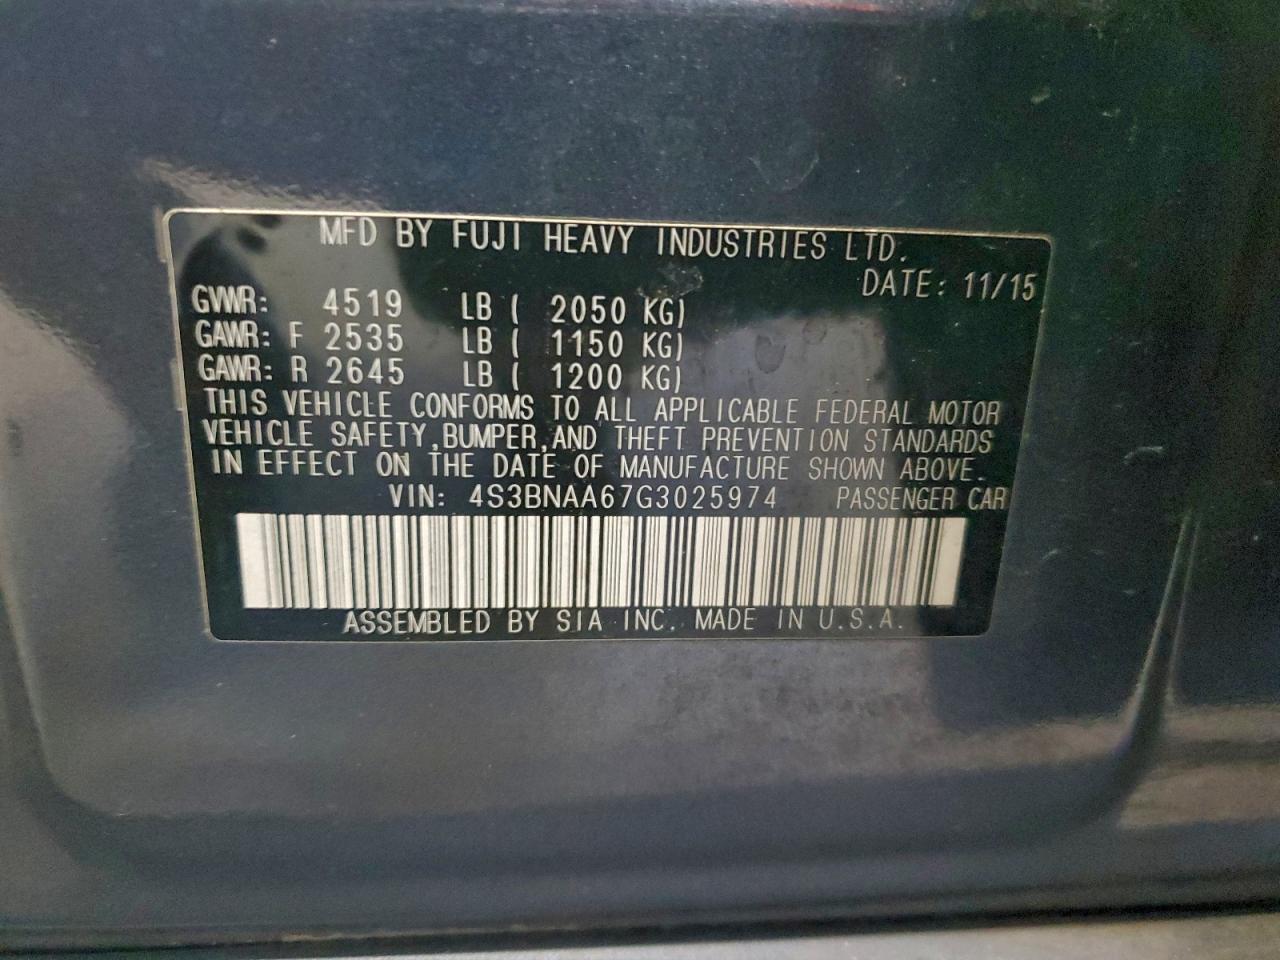 MFD BY FUJI HEAVY INDUSTRIES LTD.
DATE: 11/15
GVWR: 4519 LB ( 2050 KG)
GAWR: F 2535 LB ( 1150 KG)
GAWR: R 2645 LB ( 1200 KG)
THIS VEHICLE CONFORMS TO ALL APPLICABLE FEDERAL MOTOR
VEHICLE SAFETY,BUMPER,AND THEFT PREVENTION STANDARDS
IN EFFECT ON THE DATE OF MANUFACTURE SHOWN ABOVE.
VIN: 4S3BNAA67G3025974 PASSENGER CAR
ASSEMBLED BY SIA INC. MADE IN U.S.A.